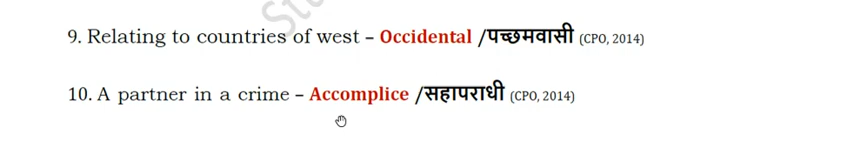 9. Relating to countries of west – Occidental /पच्छमवासी (CPO, 2014)
10. A partner in a crime – Accomplice /सहापराधी (CPO, 2014)